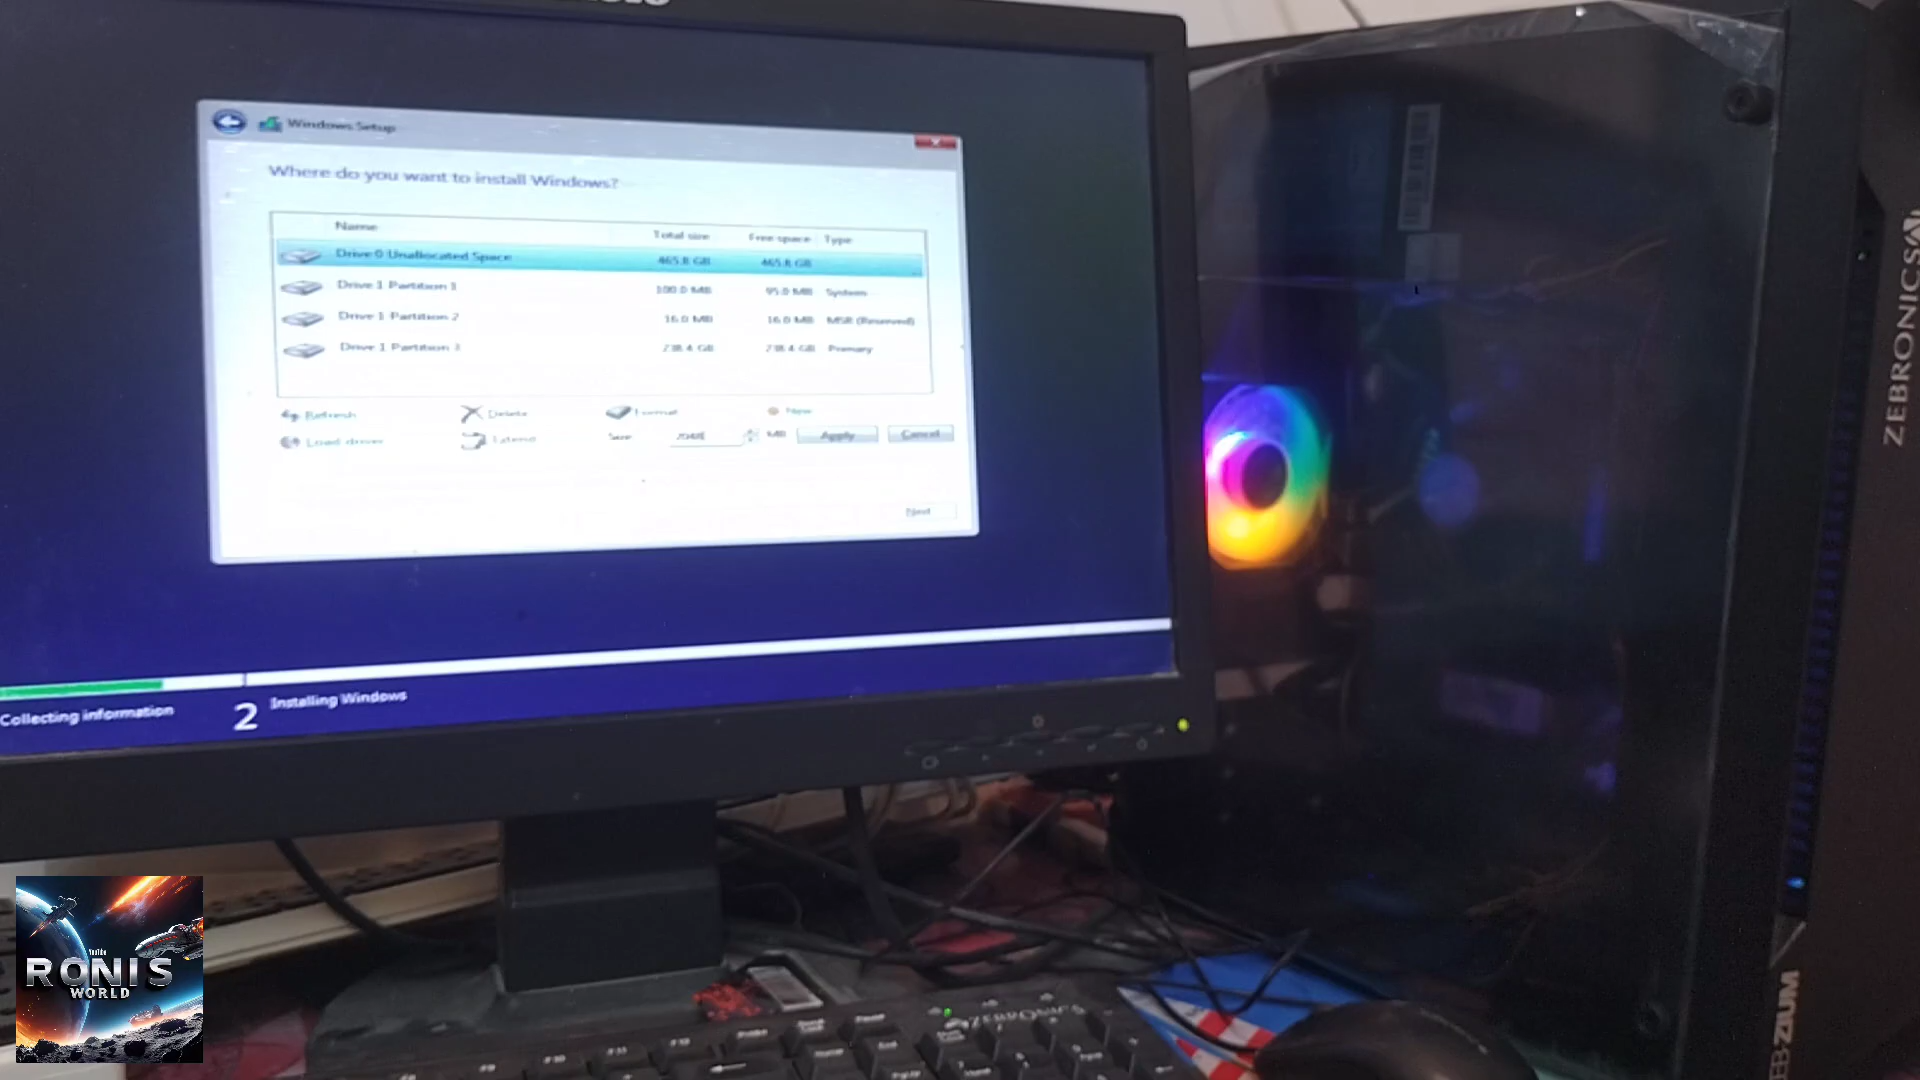 Windows Setup
Where do you want to install Windows?
Name Total size Free space Type
Drive 0 Unallocated Space 465.8 GB 465.8 GB
Drive 1 Partition 1 100.0 MB 95.0 MB System
Drive 1 Partition 2 16.0 MB 16.0 MB MSR (Reserved)
Drive 1 Partition 3 Primary
Refresh Delete Format New
Load driver Extend Size MB Apply Cancel
Next
Collecting information
2 Installing Windows
ZEBRONICS
ZEBRONICS
YouTube
RONIS
WORLD